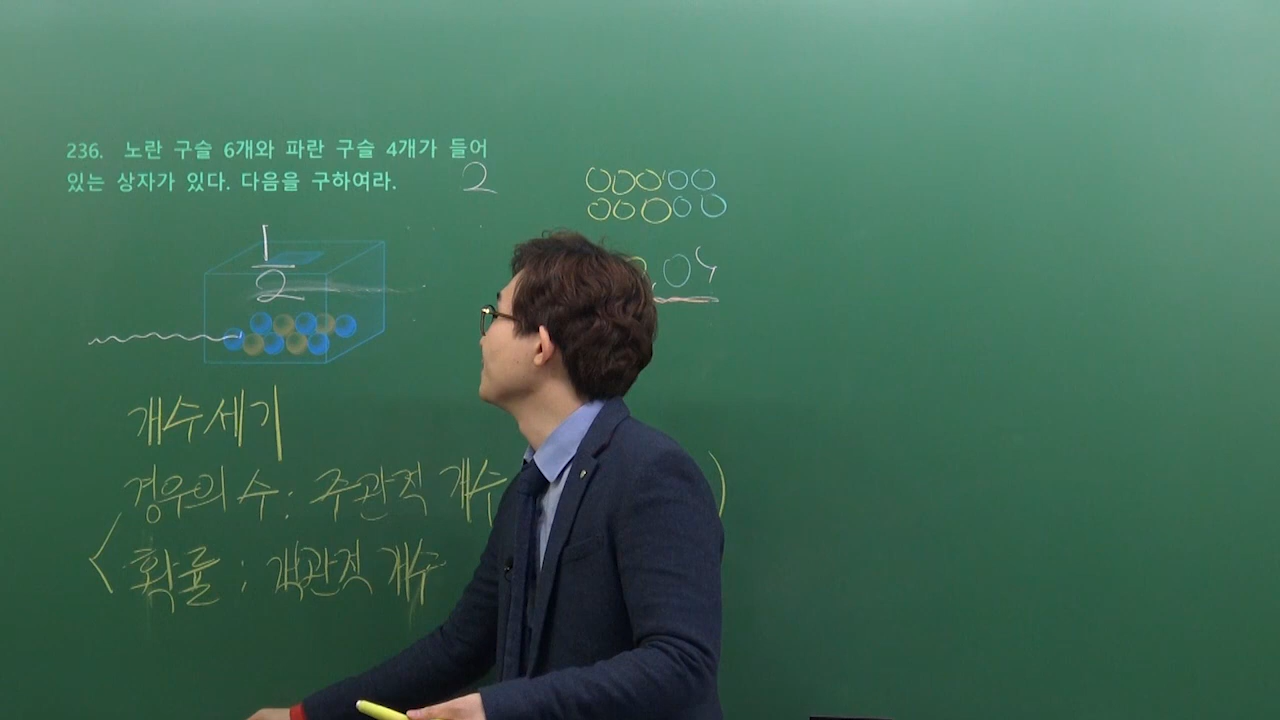 236. 노란 구슬 6개와 파란 구슬 4개가 들어
있는 상자가 있다. 다음을 구하여라.
2
1
2
개수세기
경우의 수 : 주관적 개수
확률 : 객관적 개수